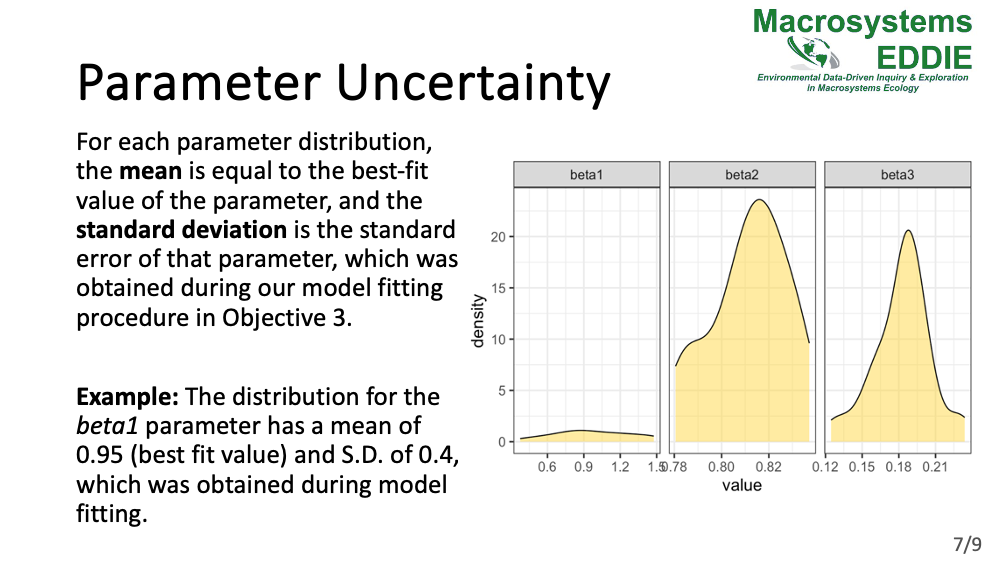 Macrosystems
EDDIE
Environmental Data-Driven Inquiry & Exploration
in Macrosystems Ecology
Parameter Uncertainty
For each parameter distribution,
the mean is equal to the best-fit
value of the parameter, and the
standard deviation is the standard
error of that parameter, which was
obtained during our model fitting
procedure in Objective 3.
Example: The distribution for the
beta1 parameter has a mean of
0.95 (best fit value) and S.D. of 0.4,
which was obtained during model
fitting.
beta1 beta2 beta3
density
20
15
10
5
0
0.6 0.9 1.2 1.5 0.78 0.80 0.82 0.12 0.15 0.18 0.21
value
7/9